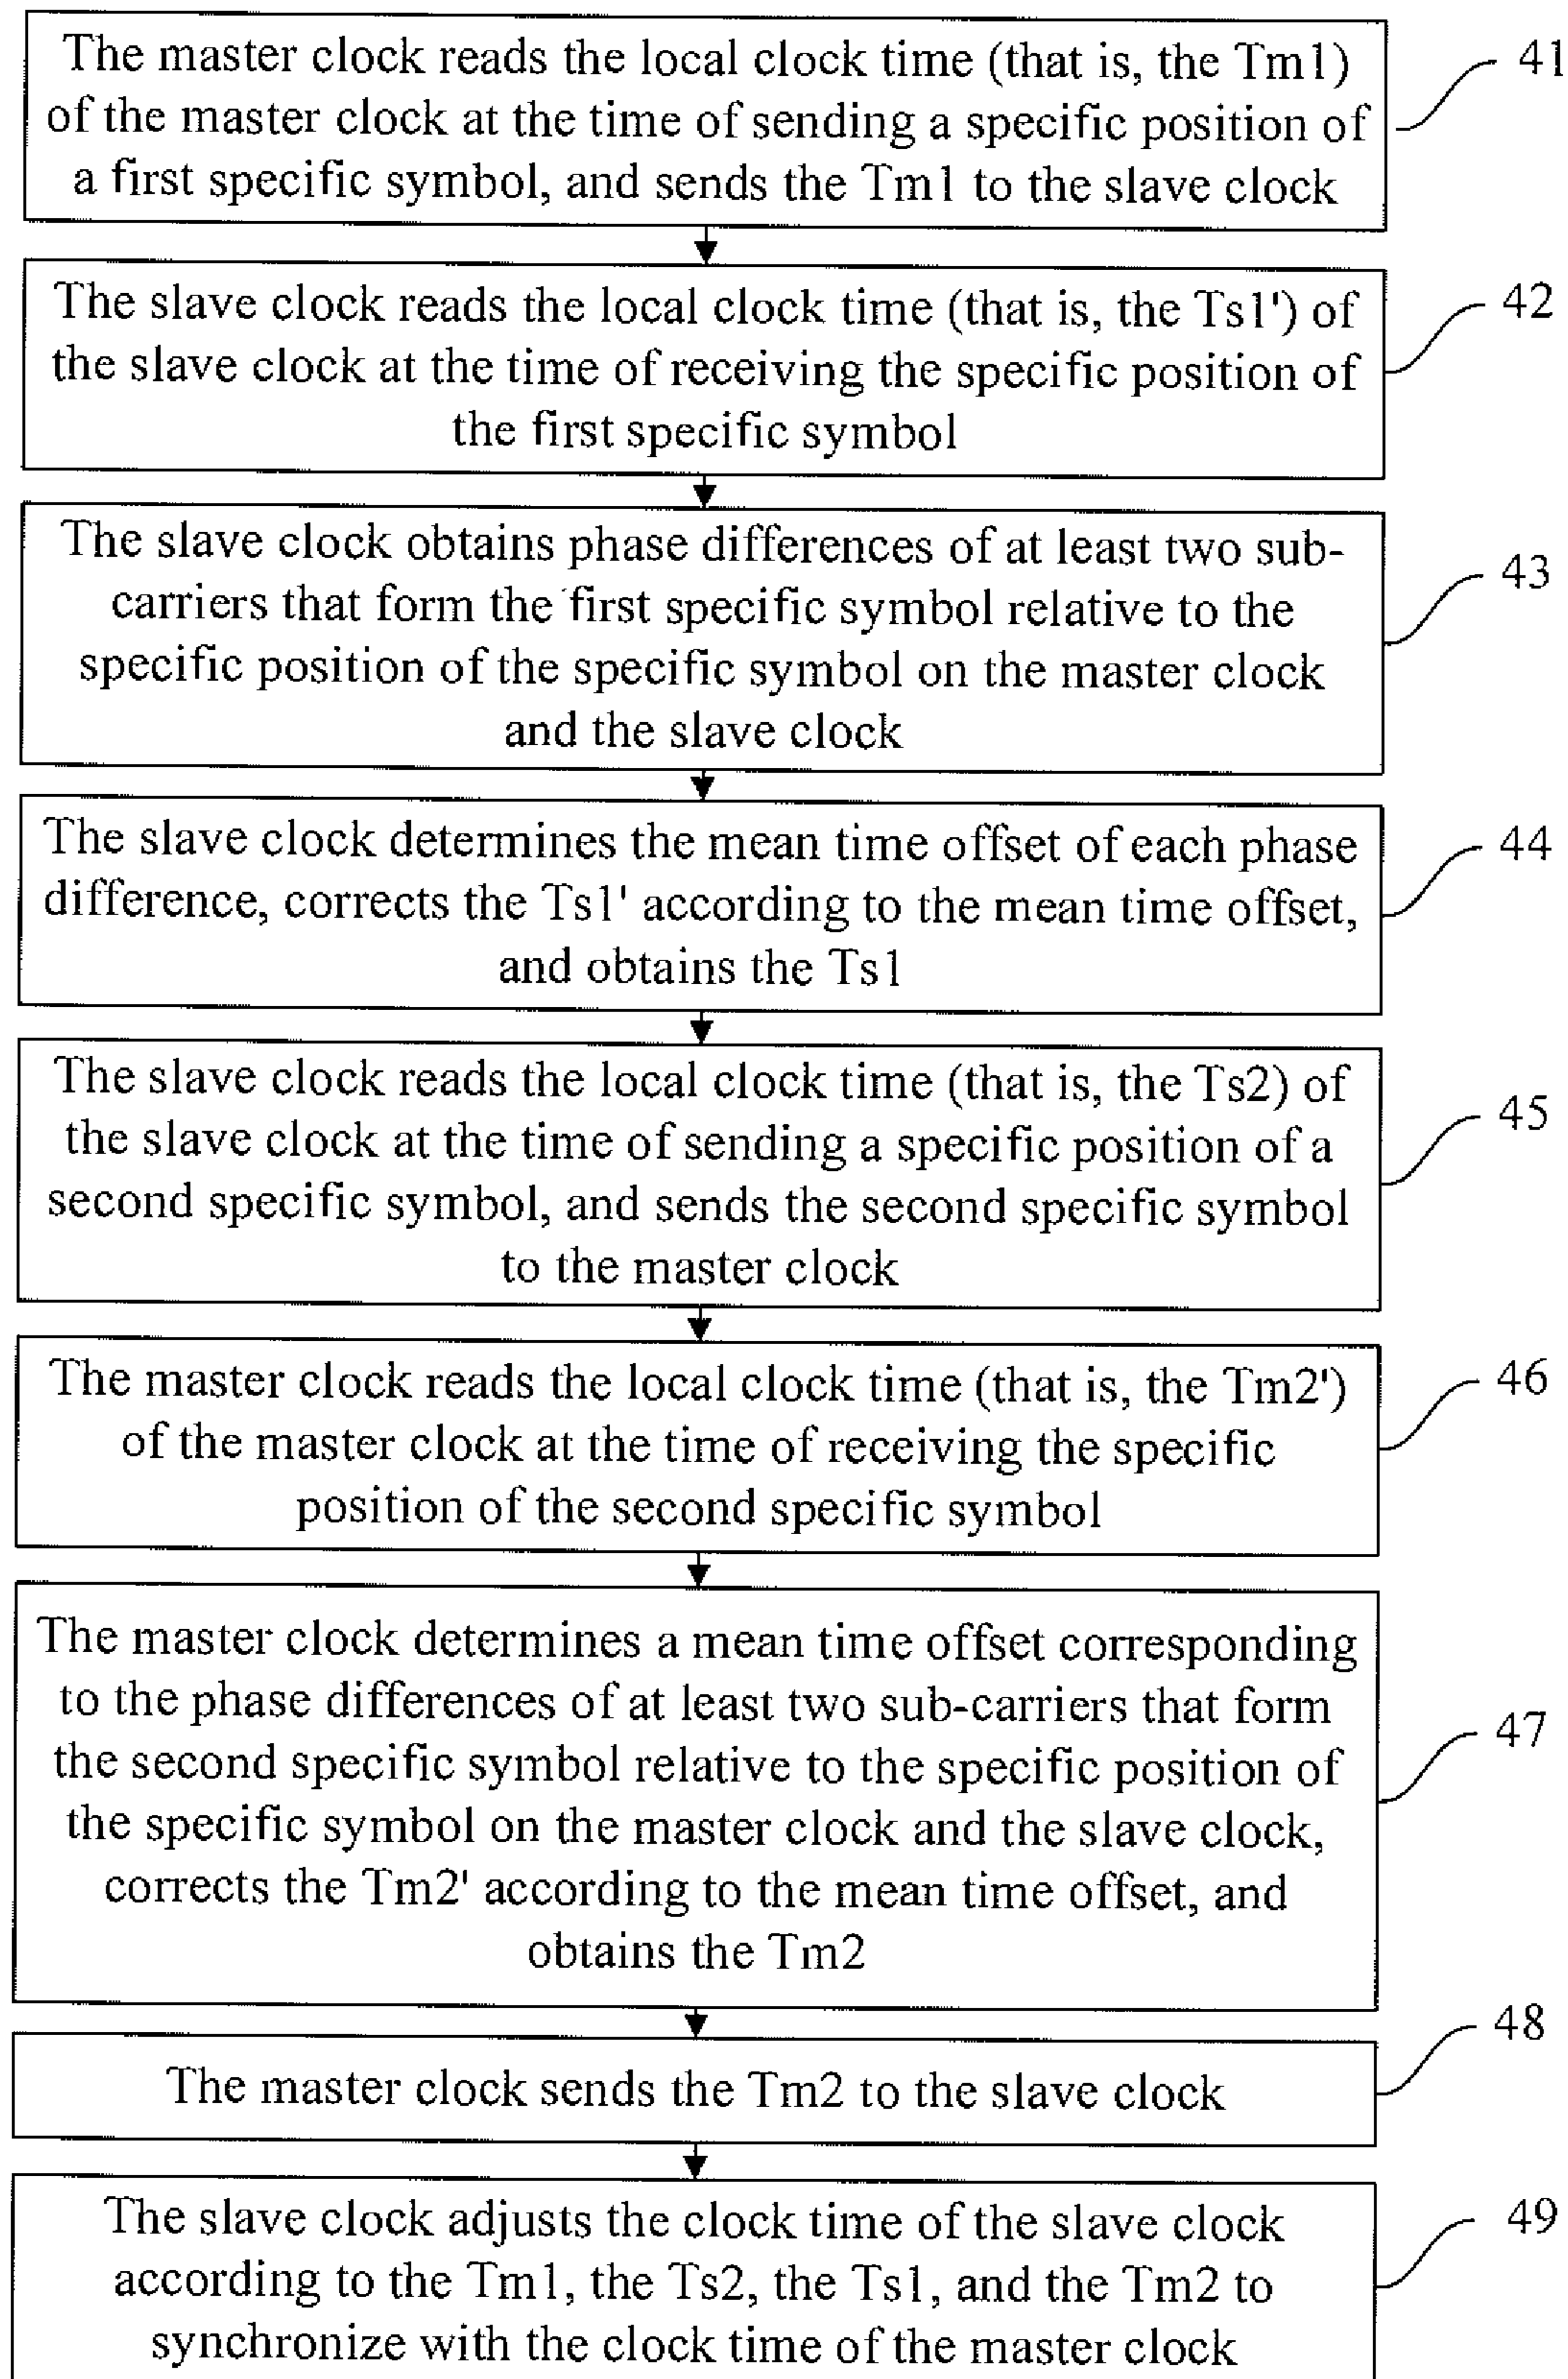 The master clock reads the local clock time (that is, the Tm1)
of the master clock at the time of sending a specific position of
a first specific symbol, and sends the Tm1 to the slave clock
41
The slave clock reads the local clock time (that is, the Ts1') of
the slave clock at the time of receiving the specific position of
the first specific symbol
42
The slave clock obtains phase differences of at least two sub-
carriers that form the first specific symbol relative to the
specific position of the specific symbol on the master clock
and the slave clock
43
The slave clock determines the mean time offset of each phase
difference, corrects the Ts1' according to the mean time offset,
and obtains the Ts1
44
The slave clock reads the local clock time (that is, the Ts2) of
the slave clock at the time of sending a specific position of a
second specific symbol, and sends the second specific symbol
to the master clock
45
The master clock reads the local clock time (that is, the Tm2')
of the master clock at the time of receiving the specific
position of the second specific symbol
46
The master clock determines a mean time offset corresponding
to the phase differences of at least two sub-carriers that form
the second specific symbol relative to the specific position of
the specific symbol on the master clock and the slave clock,
corrects the Tm2' according to the mean time offset, and
obtains the Tm2
47
The master clock sends the Tm2 to the slave clock
48
The slave clock adjusts the clock time of the slave clock
according to the Tm1, the Ts2, the Ts1, and the Tm2 to
synchronize with the clock time of the master clock
49